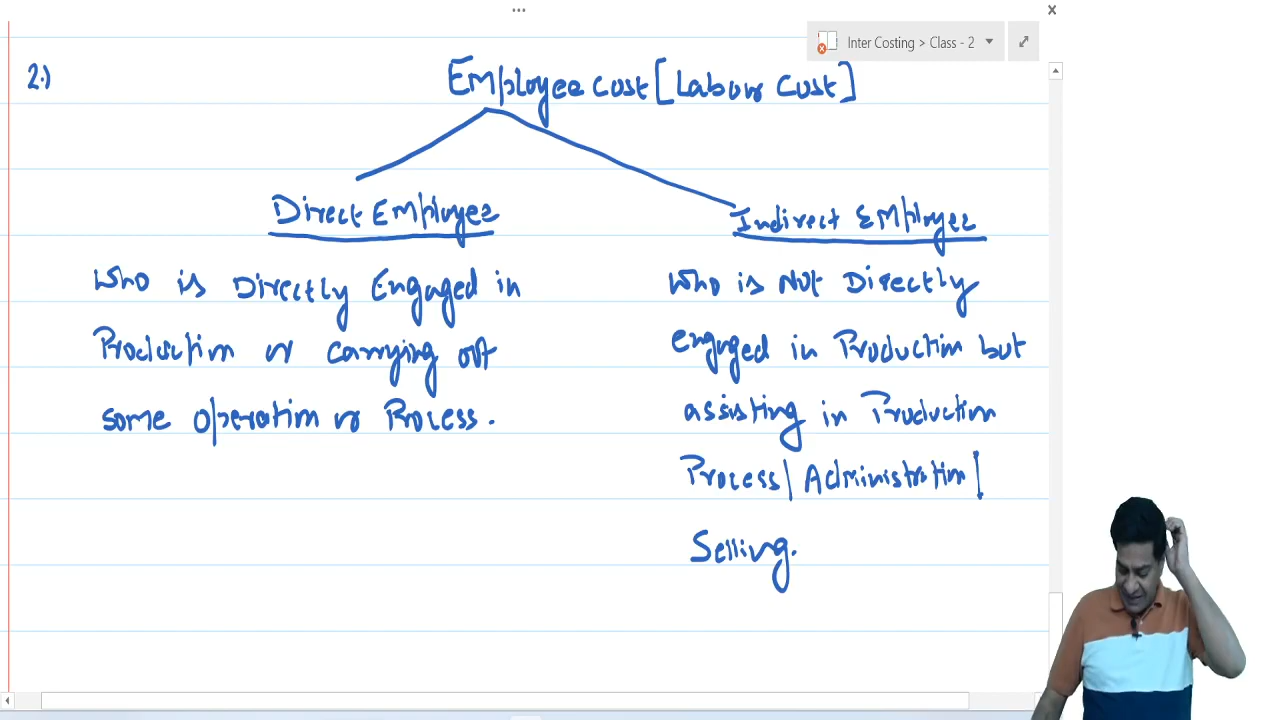 Inter Costing > Class - 2
2.)
Employee Cost [Labour Cost]
Direct Employee
Indirect Employee
Who is Directly Engaged in
Production or carrying out
some operation or Process.
Who is Not Directly
engaged in Production but
assisting in Production
Process| Administration|
Selling.